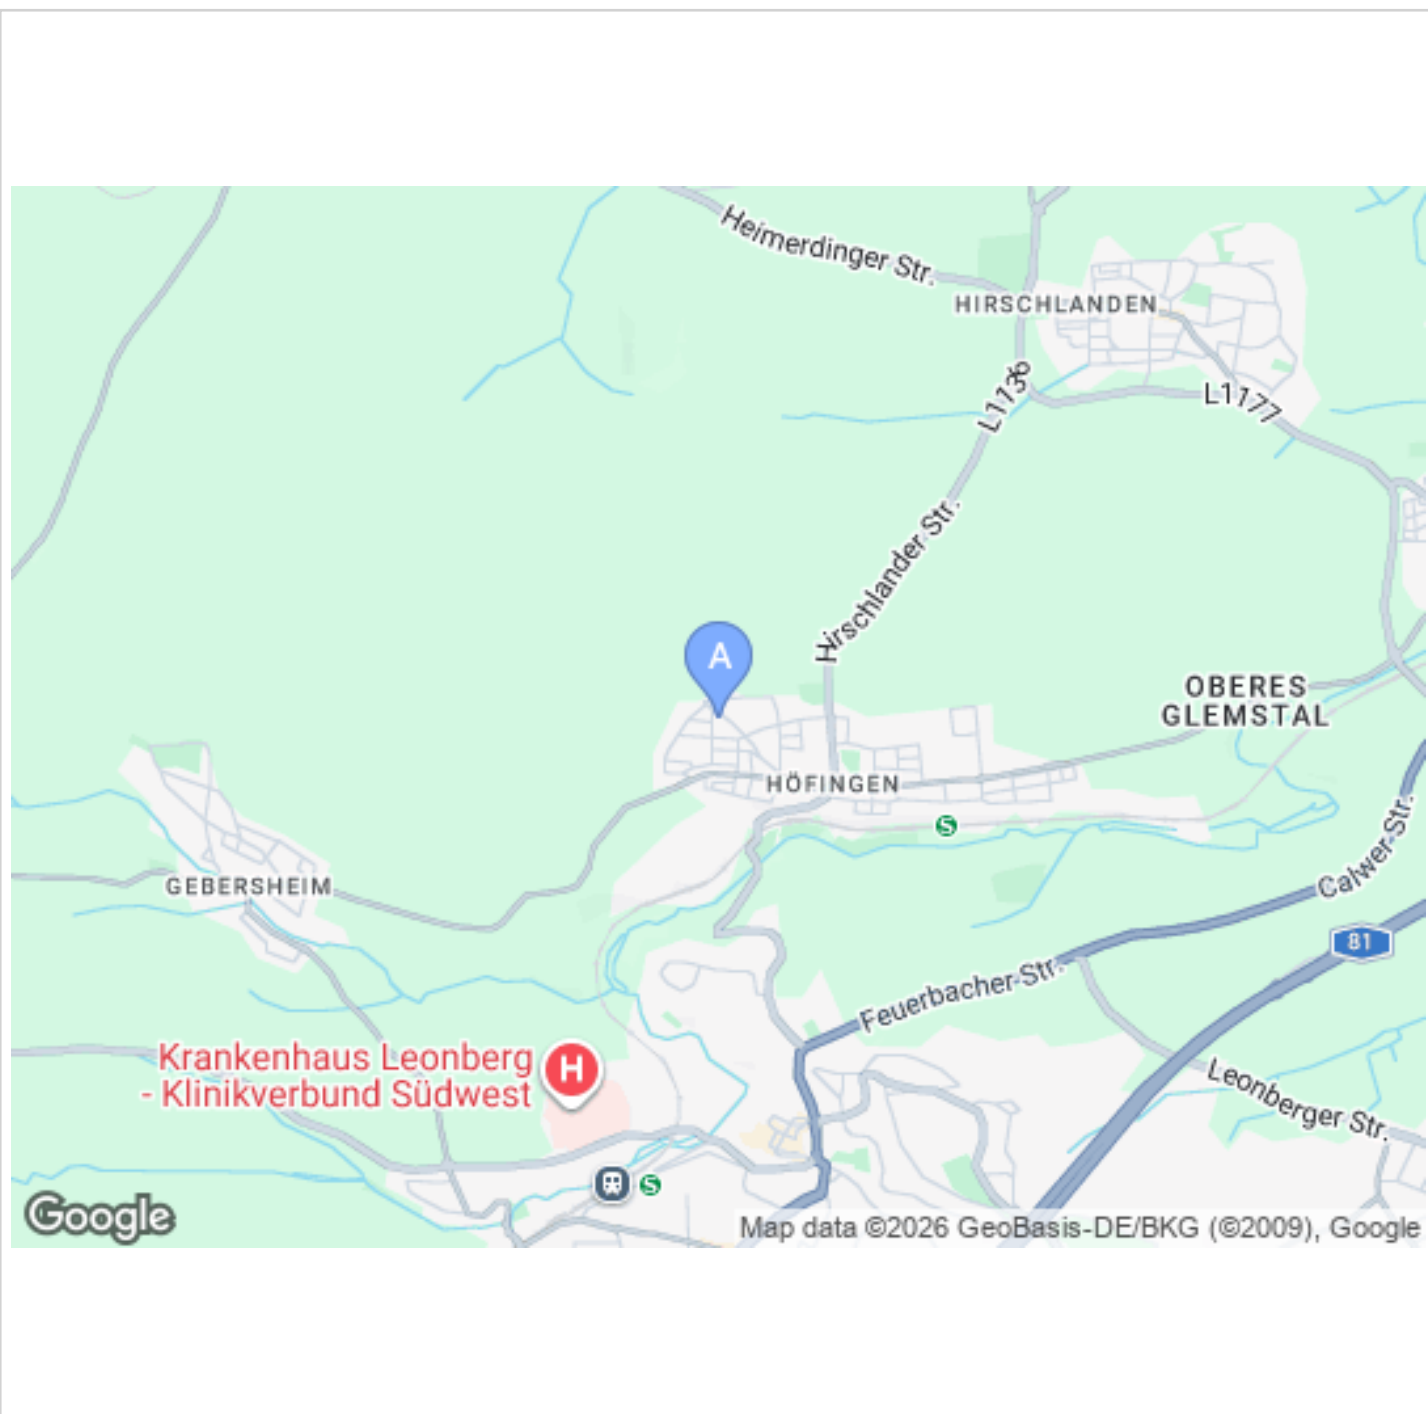 Heimerdinger Str.
HIRSCHLANDEN
L1136
L1177
Hirschlander Str.
A
OBERES
GLEMSTAL
HÖFINGEN
S
Calwer Str.
GEBERSHEIM
81
Feuerbacher Str.
Krankenhaus Leonberg
- Klinikverbund Südwest
H
Leonberger Str.
S
Google
Map data ©2026 GeoBasis-DE/BKG (©2009), Google